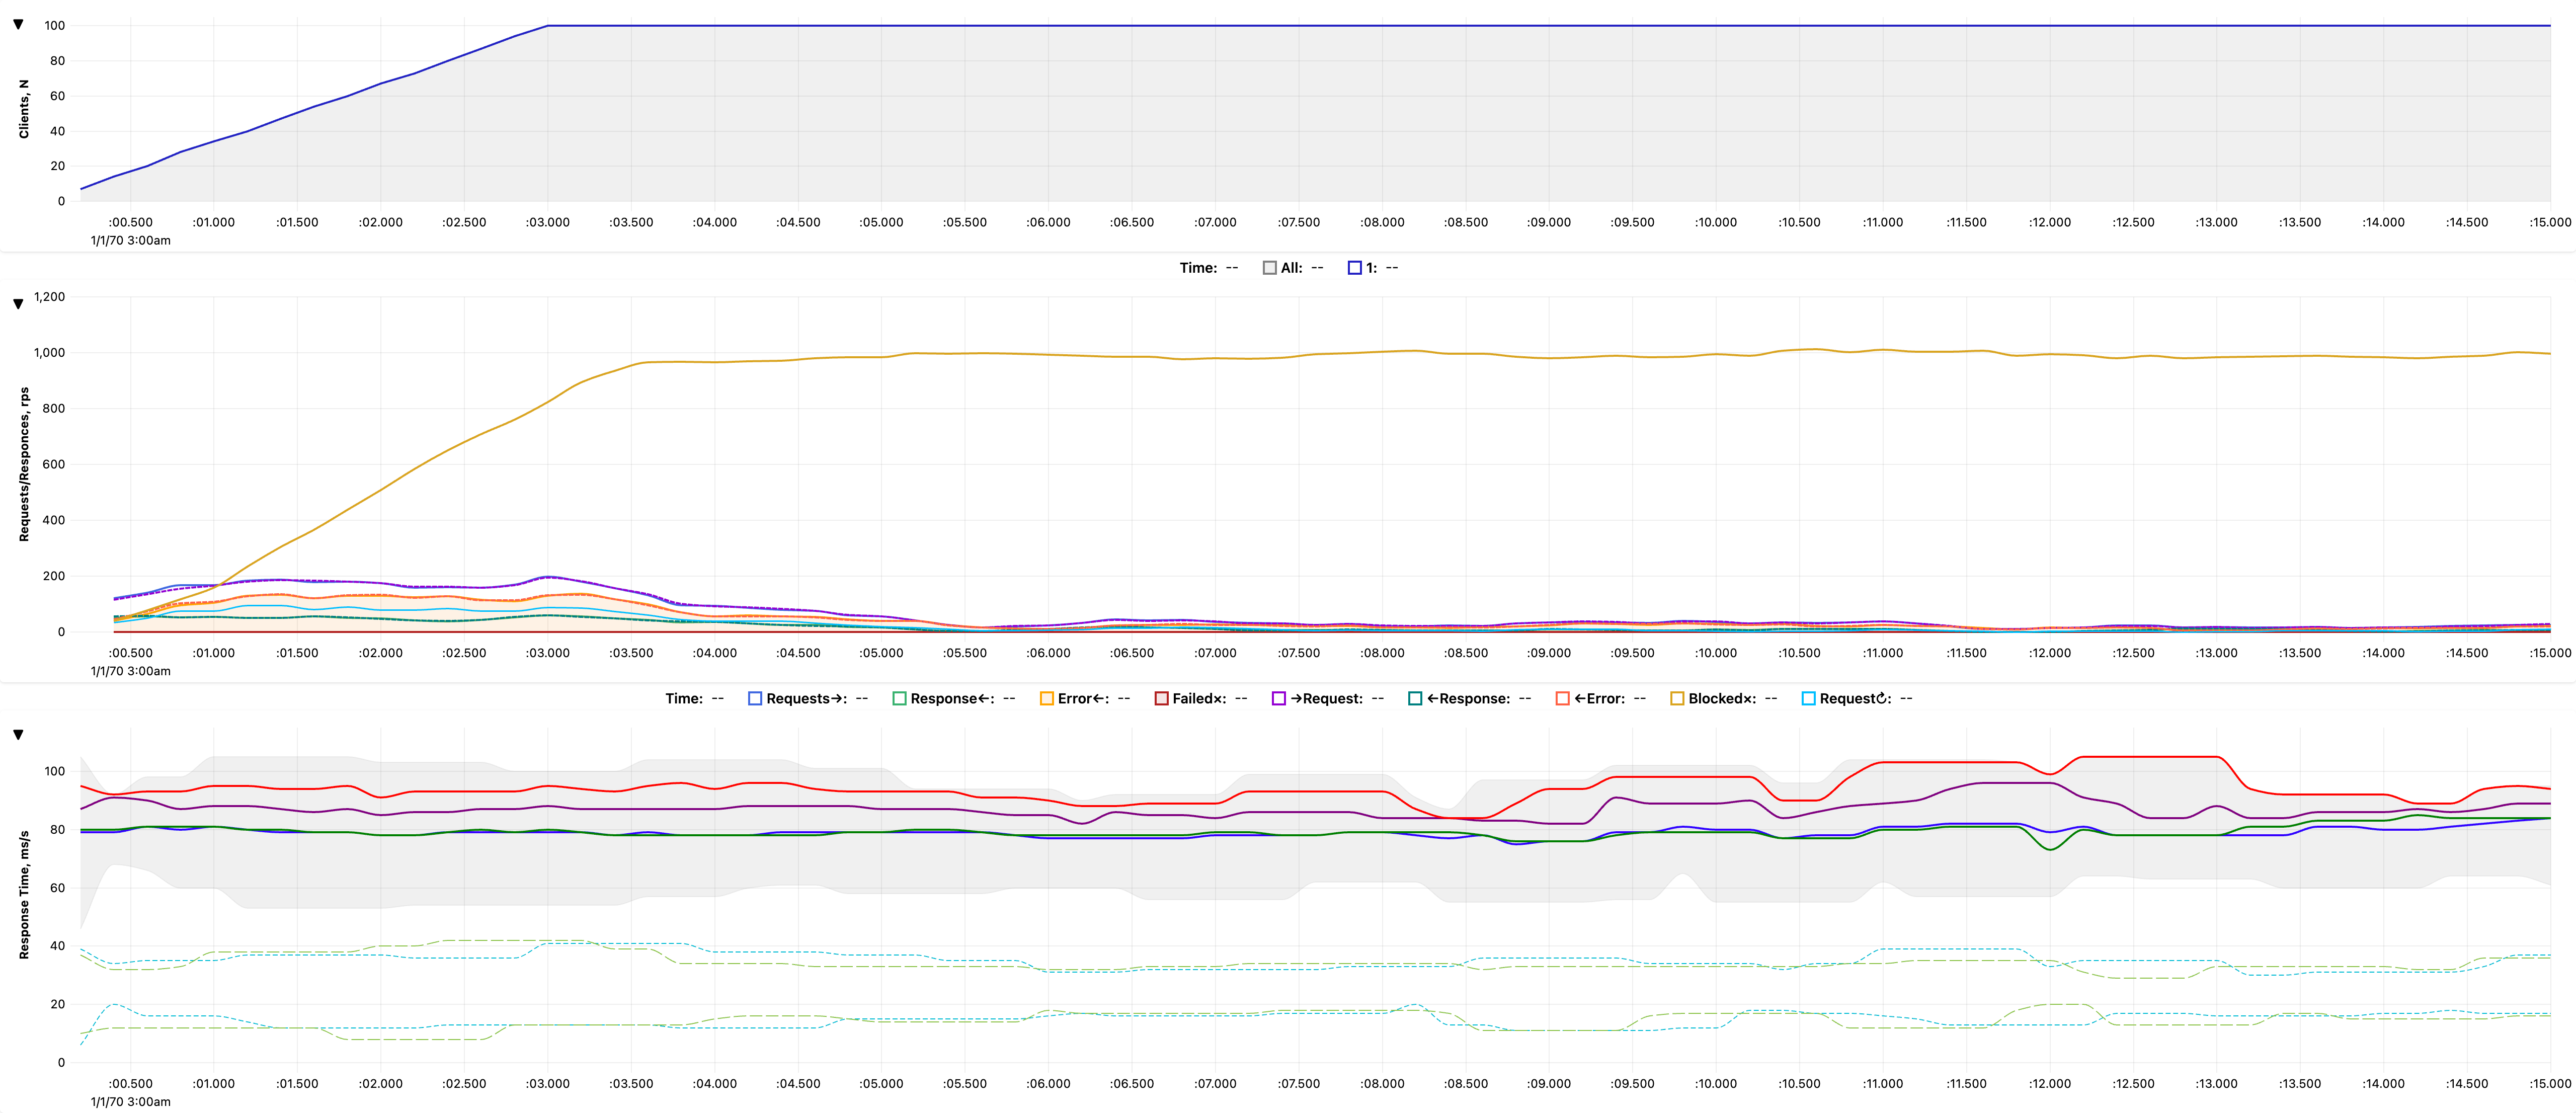 ▼
Clients, N
100
80
60
40
20
0
:00.500 :01.000 :01.500 :02.000 :02.500 :03.000 :03.500 :04.000 :04.500 :05.000 :05.500 :06.000 :06.500 :07.000 :07.500 :08.000 :08.500 :09.000 :09.500 :10.000 :10.500 :11.000 :11.500 :12.000 :12.500 :13.000 :13.500 :14.000 :14.500 :15.000
1/1/70 3:00am
Time: -- All: -- 1: --
▼
Requests/Responces, rps
1,200
1,000
800
600
400
200
0
:00.500 :01.000 :01.500 :02.000 :02.500 :03.000 :03.500 :04.000 :04.500 :05.000 :05.500 :06.000 :06.500 :07.000 :07.500 :08.000 :08.500 :09.000 :09.500 :10.000 :10.500 :11.000 :11.500 :12.000 :12.500 :13.000 :13.500 :14.000 :14.500 :15.000
1/1/70 3:00am
Time: -- Requests→: -- Response←: -- Error←: -- Failed×: -- →Request: -- ←Response: -- ←Error: -- Blocked×: -- Request↻: --
▼
Response Time, ms/s
100
80
60
40
20
0
:00.500 :01.000 :01.500 :02.000 :02.500 :03.000 :03.500 :04.000 :04.500 :05.000 :05.500 :06.000 :06.500 :07.000 :07.500 :08.000 :08.500 :09.000 :09.500 :10.000 :10.500 :11.000 :11.500 :12.000 :12.500 :13.000 :13.500 :14.000 :14.500 :15.000
1/1/70 3:00am